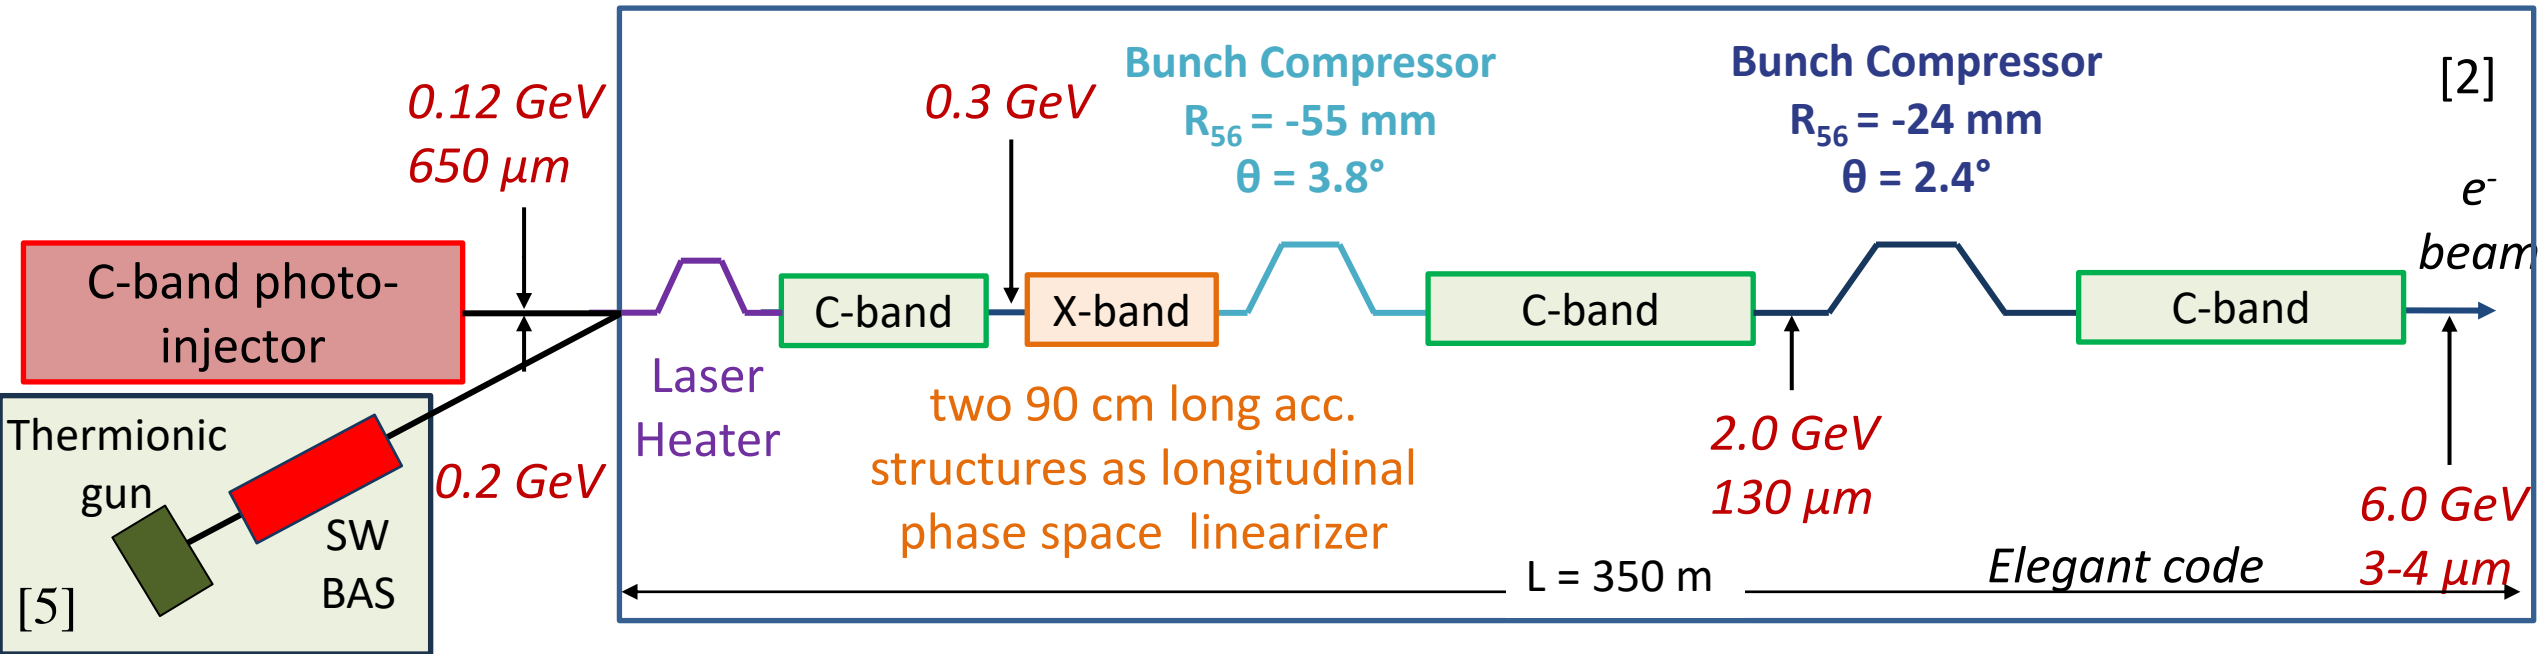 0.12 GeV
650 μm
0.3 GeV
Bunch Compressor
R56 = -55 mm
θ = 3.8°
Bunch Compressor
R56 = -24 mm
θ = 2.4°
[2]
e-
beam
C-band photo-
injector
C-band
X-band
C-band
C-band
Laser
Heater
two 90 cm long acc.
structures as longitudinal
phase space linearizer
2.0 GeV
130 μm
6.0 GeV
3-4 μm
Thermionic
gun
0.2 GeV
SW
BAS
[5]
L = 350 m
Elegant code